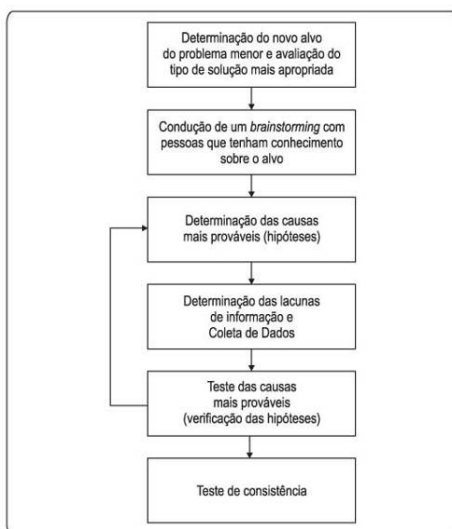 Determinação do novo alvo
do problema menor e avaliação do
tipo de solução mais apropriada
Condução de um brainstorming com
pessoas que tenham conhecimento
sobre o alvo
Determinação das causas
mais prováveis (hipóteses)
Determinação das lacunas
de informação e
Coleta de Dados
Teste das causas
mais prováveis
(verificação das hipóteses)
Teste de consistência